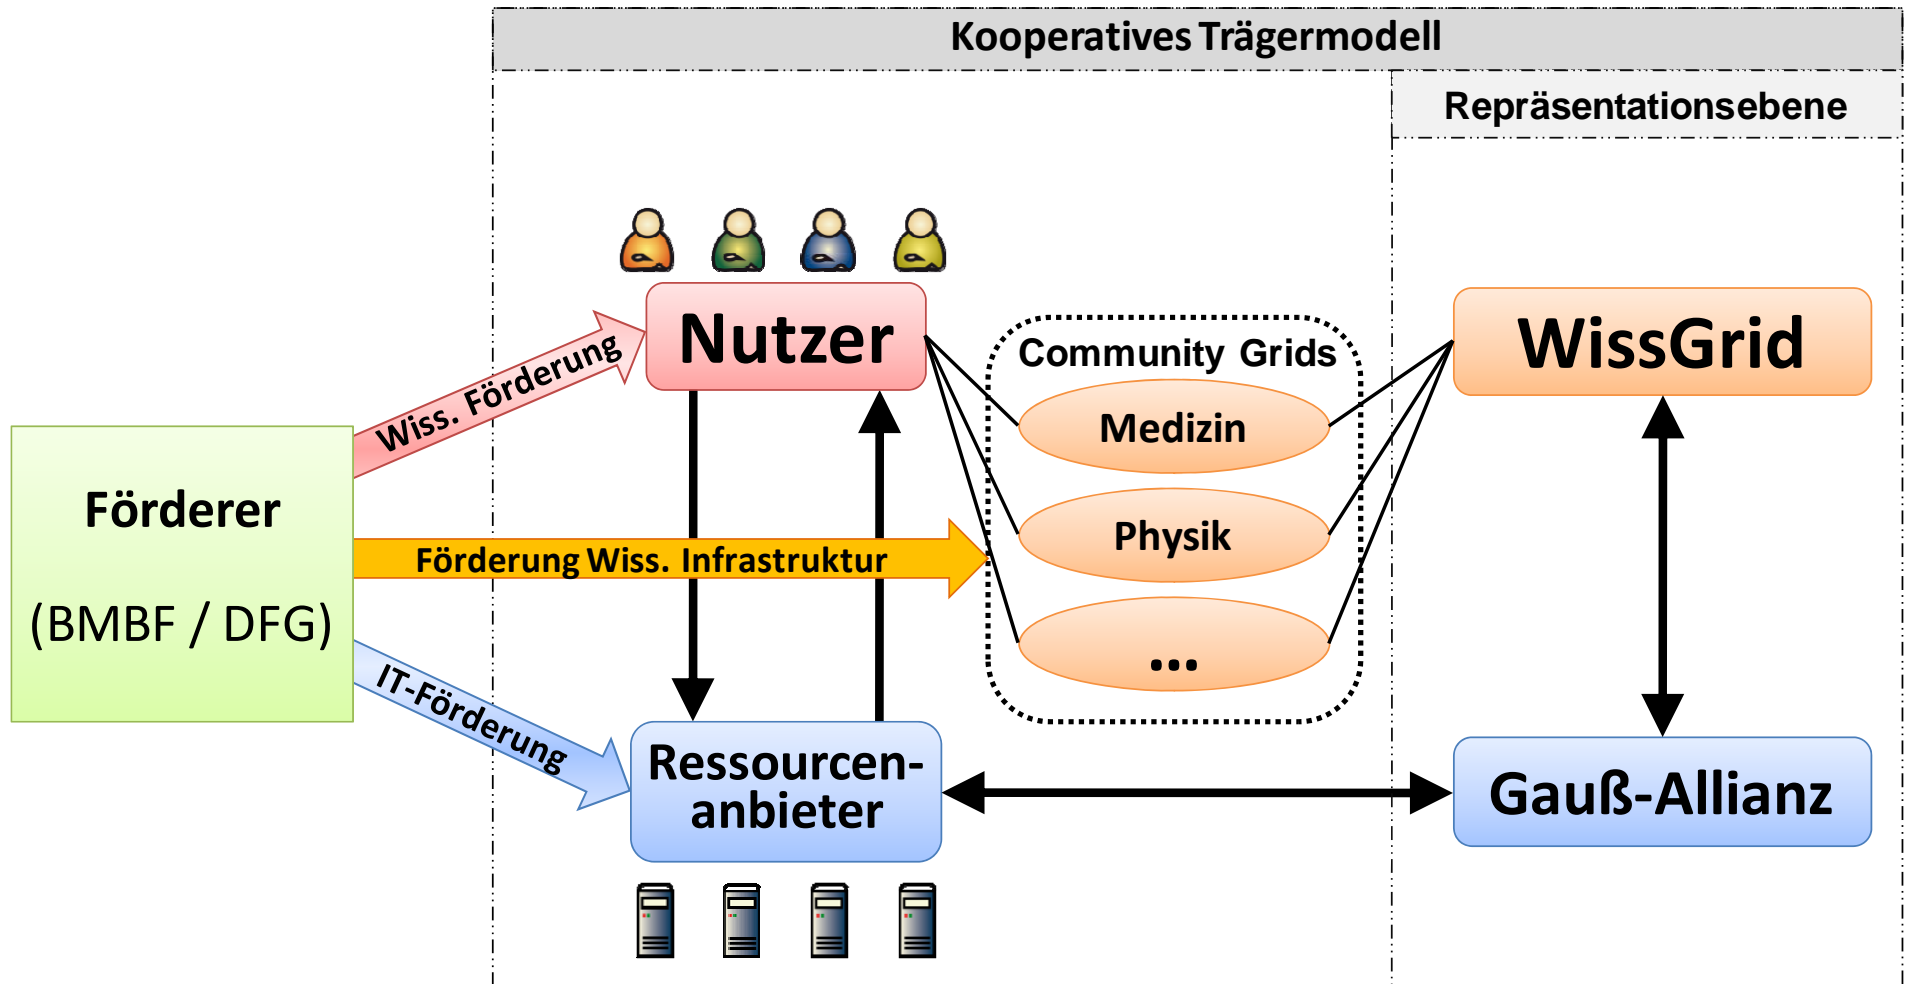 Kooperatives Trägermodell
Repräsentationsebene
Nutzer
Community Grids
WissGrid
Wiss. Förderung
Medizin
Förderer
(BMBF / DFG)
Förderung Wiss. Infrastruktur
Physik
...
IT-Förderung
Ressourcen-
anbieter
Gauß-Allianz